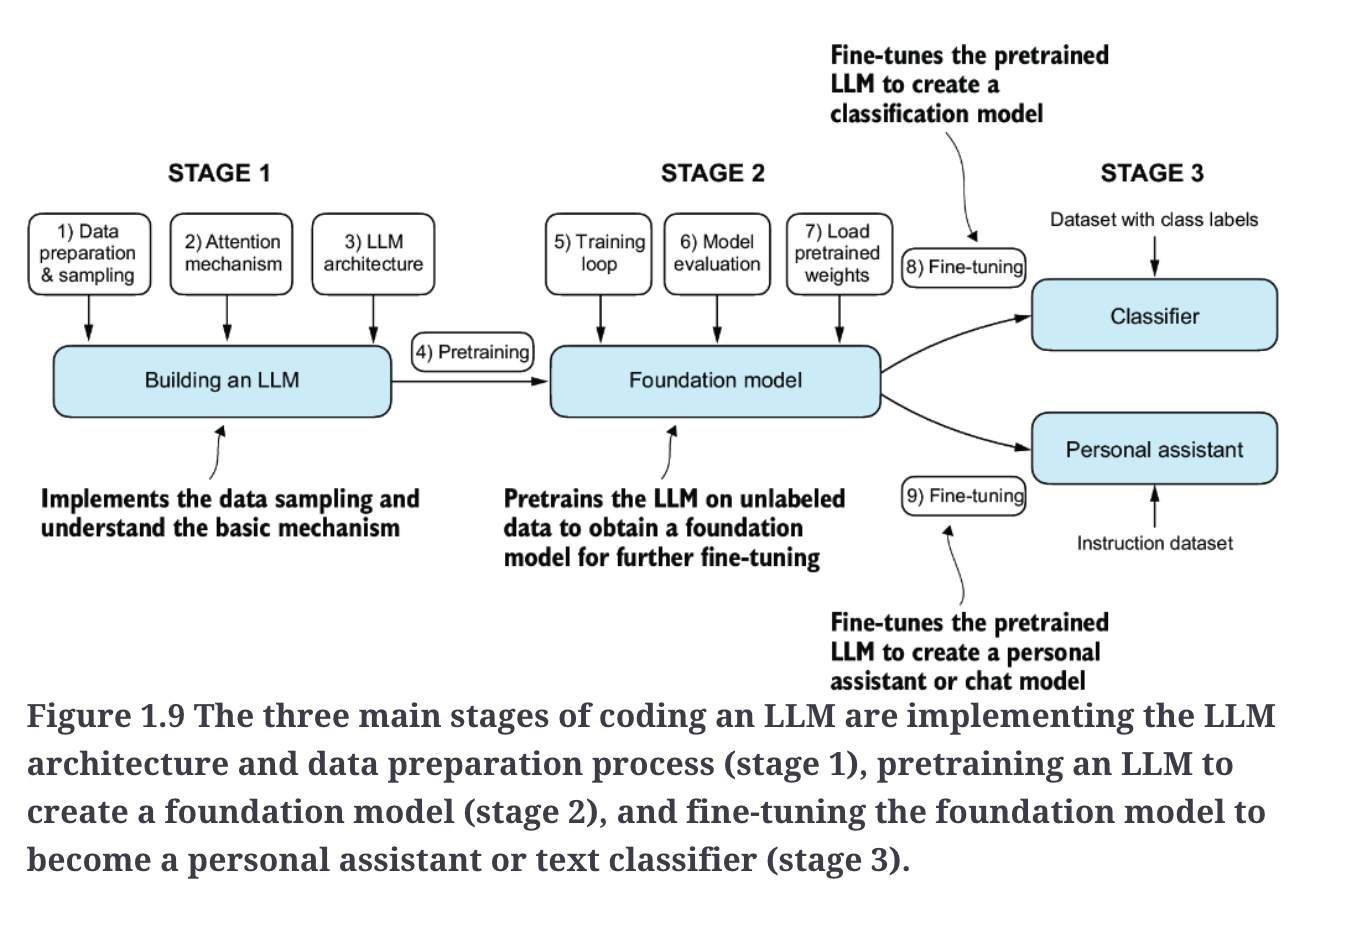 Fine-tunes the pretrained
LLM to create a
classification model
STAGE 1
STAGE 2
STAGE 3
1) Data
preparation
& sampling
2) Attention
mechanism
3) LLM
architecture
4) Pretraining
Building an LLM
5) Training
loop
6) Model
evaluation
7) Load
pretrained
weights
Foundation model
8) Fine-tuning
Dataset with class labels
Classifier
Personal assistant
9) Fine-tuning
Instruction dataset
Implements the data sampling and
understand the basic mechanism
Pretrains the LLM on unlabeled
data to obtain a foundation
model for further fine-tuning
Fine-tunes the pretrained
LLM to create a personal
assistant or chat model
Figure 1.9 The three main stages of coding an LLM are implementing the LLM
architecture and data preparation process (stage 1), pretraining an LLM to
create a foundation model (stage 2), and fine-tuning the foundation model to
become a personal assistant or text classifier (stage 3).